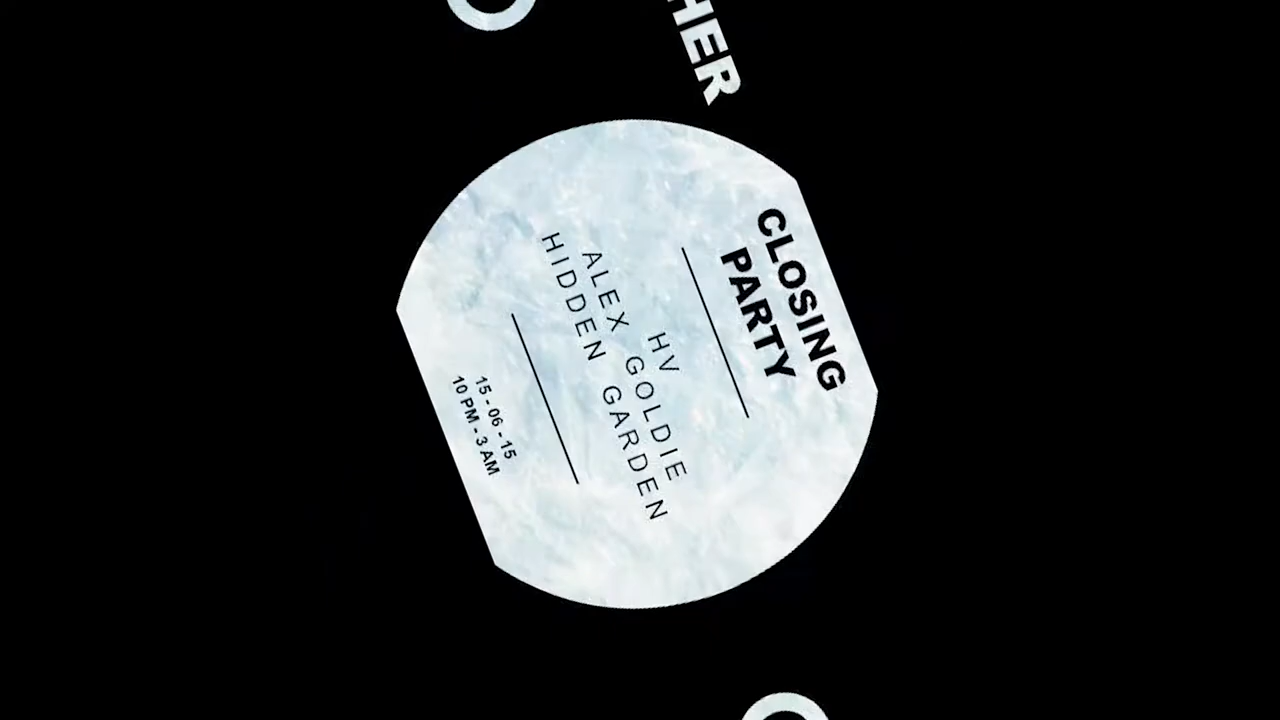 HER
CLOSING
PARTY
HV
ALEX GOLDIE
HIDDEN GARDEN
15 - 06 - 15
10 PM - 3 AM